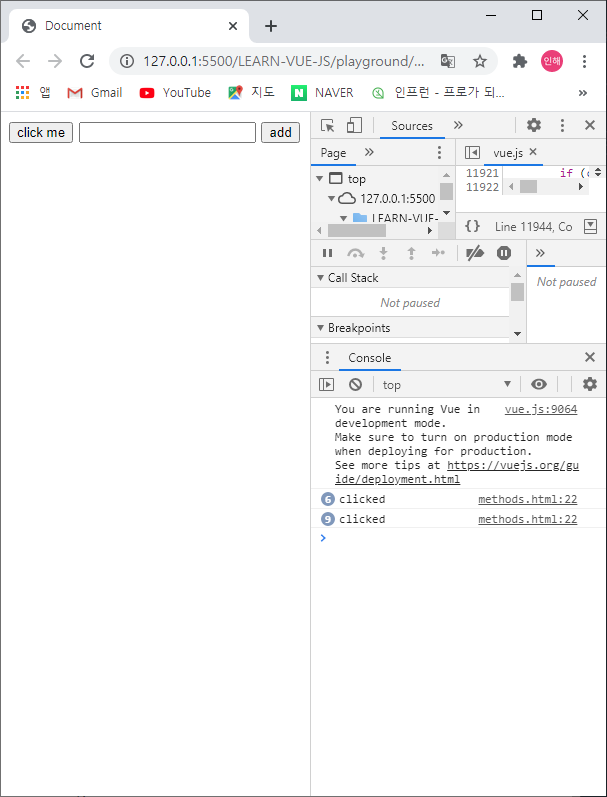 Document
127.0.0.1:5500/LEARN-VUE-JS/playground/...
인해
앱 Gmail YouTube 지도 NAVER 인프런 - 프로가 되... »
click me add
Sources »
Page »
vue.js
top
127.0.0.1:5500
LEARN-VUE-
11921 if (
11922
{} Line 11944, Co
»
Call Stack
Not paused
Not paused
Breakpoints
Console
top
You are running Vue in vue.js:9064
development mode.
Make sure to turn on production mode
when deploying for production.
See more tips at https://vuejs.org/gu
ide/deployment.html
6 clicked methods.html:22
9 clicked methods.html:22